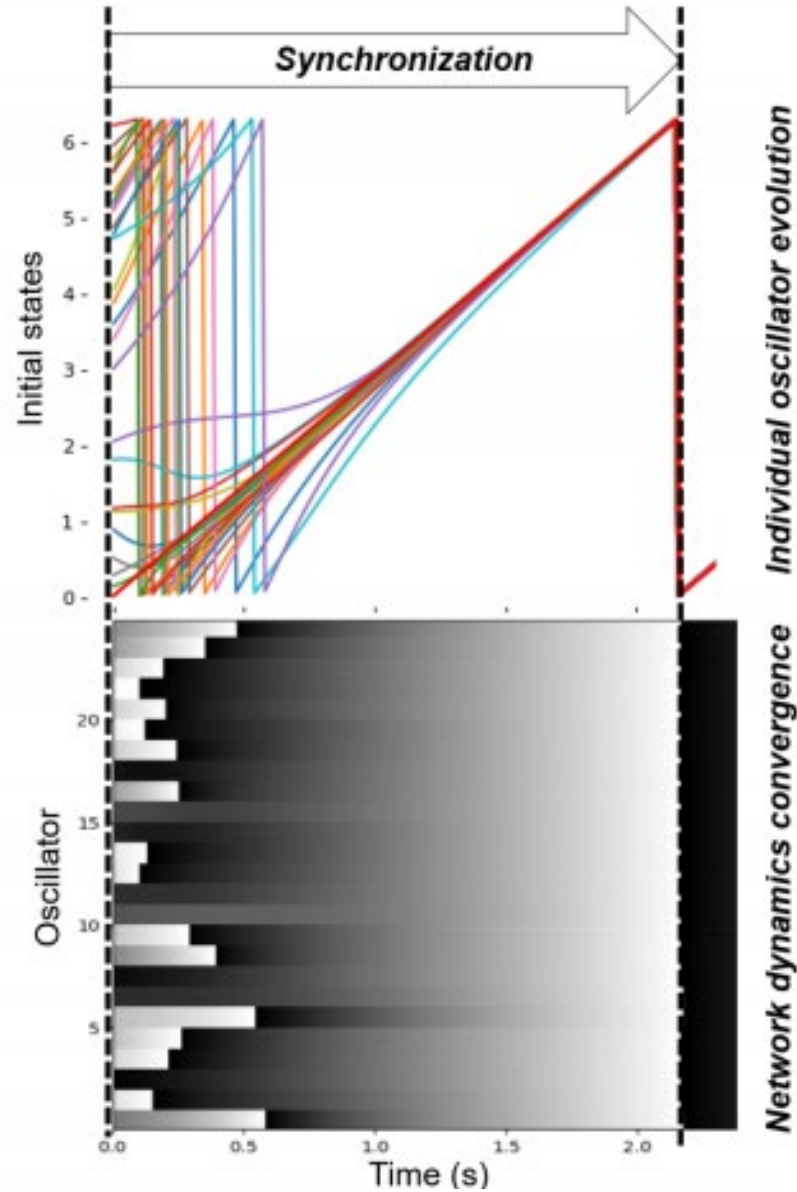 Synchronization
Initial states
6
5
4
3
2
1
0
Individual oscillator evolution
Oscillator
20
15
10
5
Network dynamics convergence
0.0 0.5 1.0 1.5 2.0
Time (s)